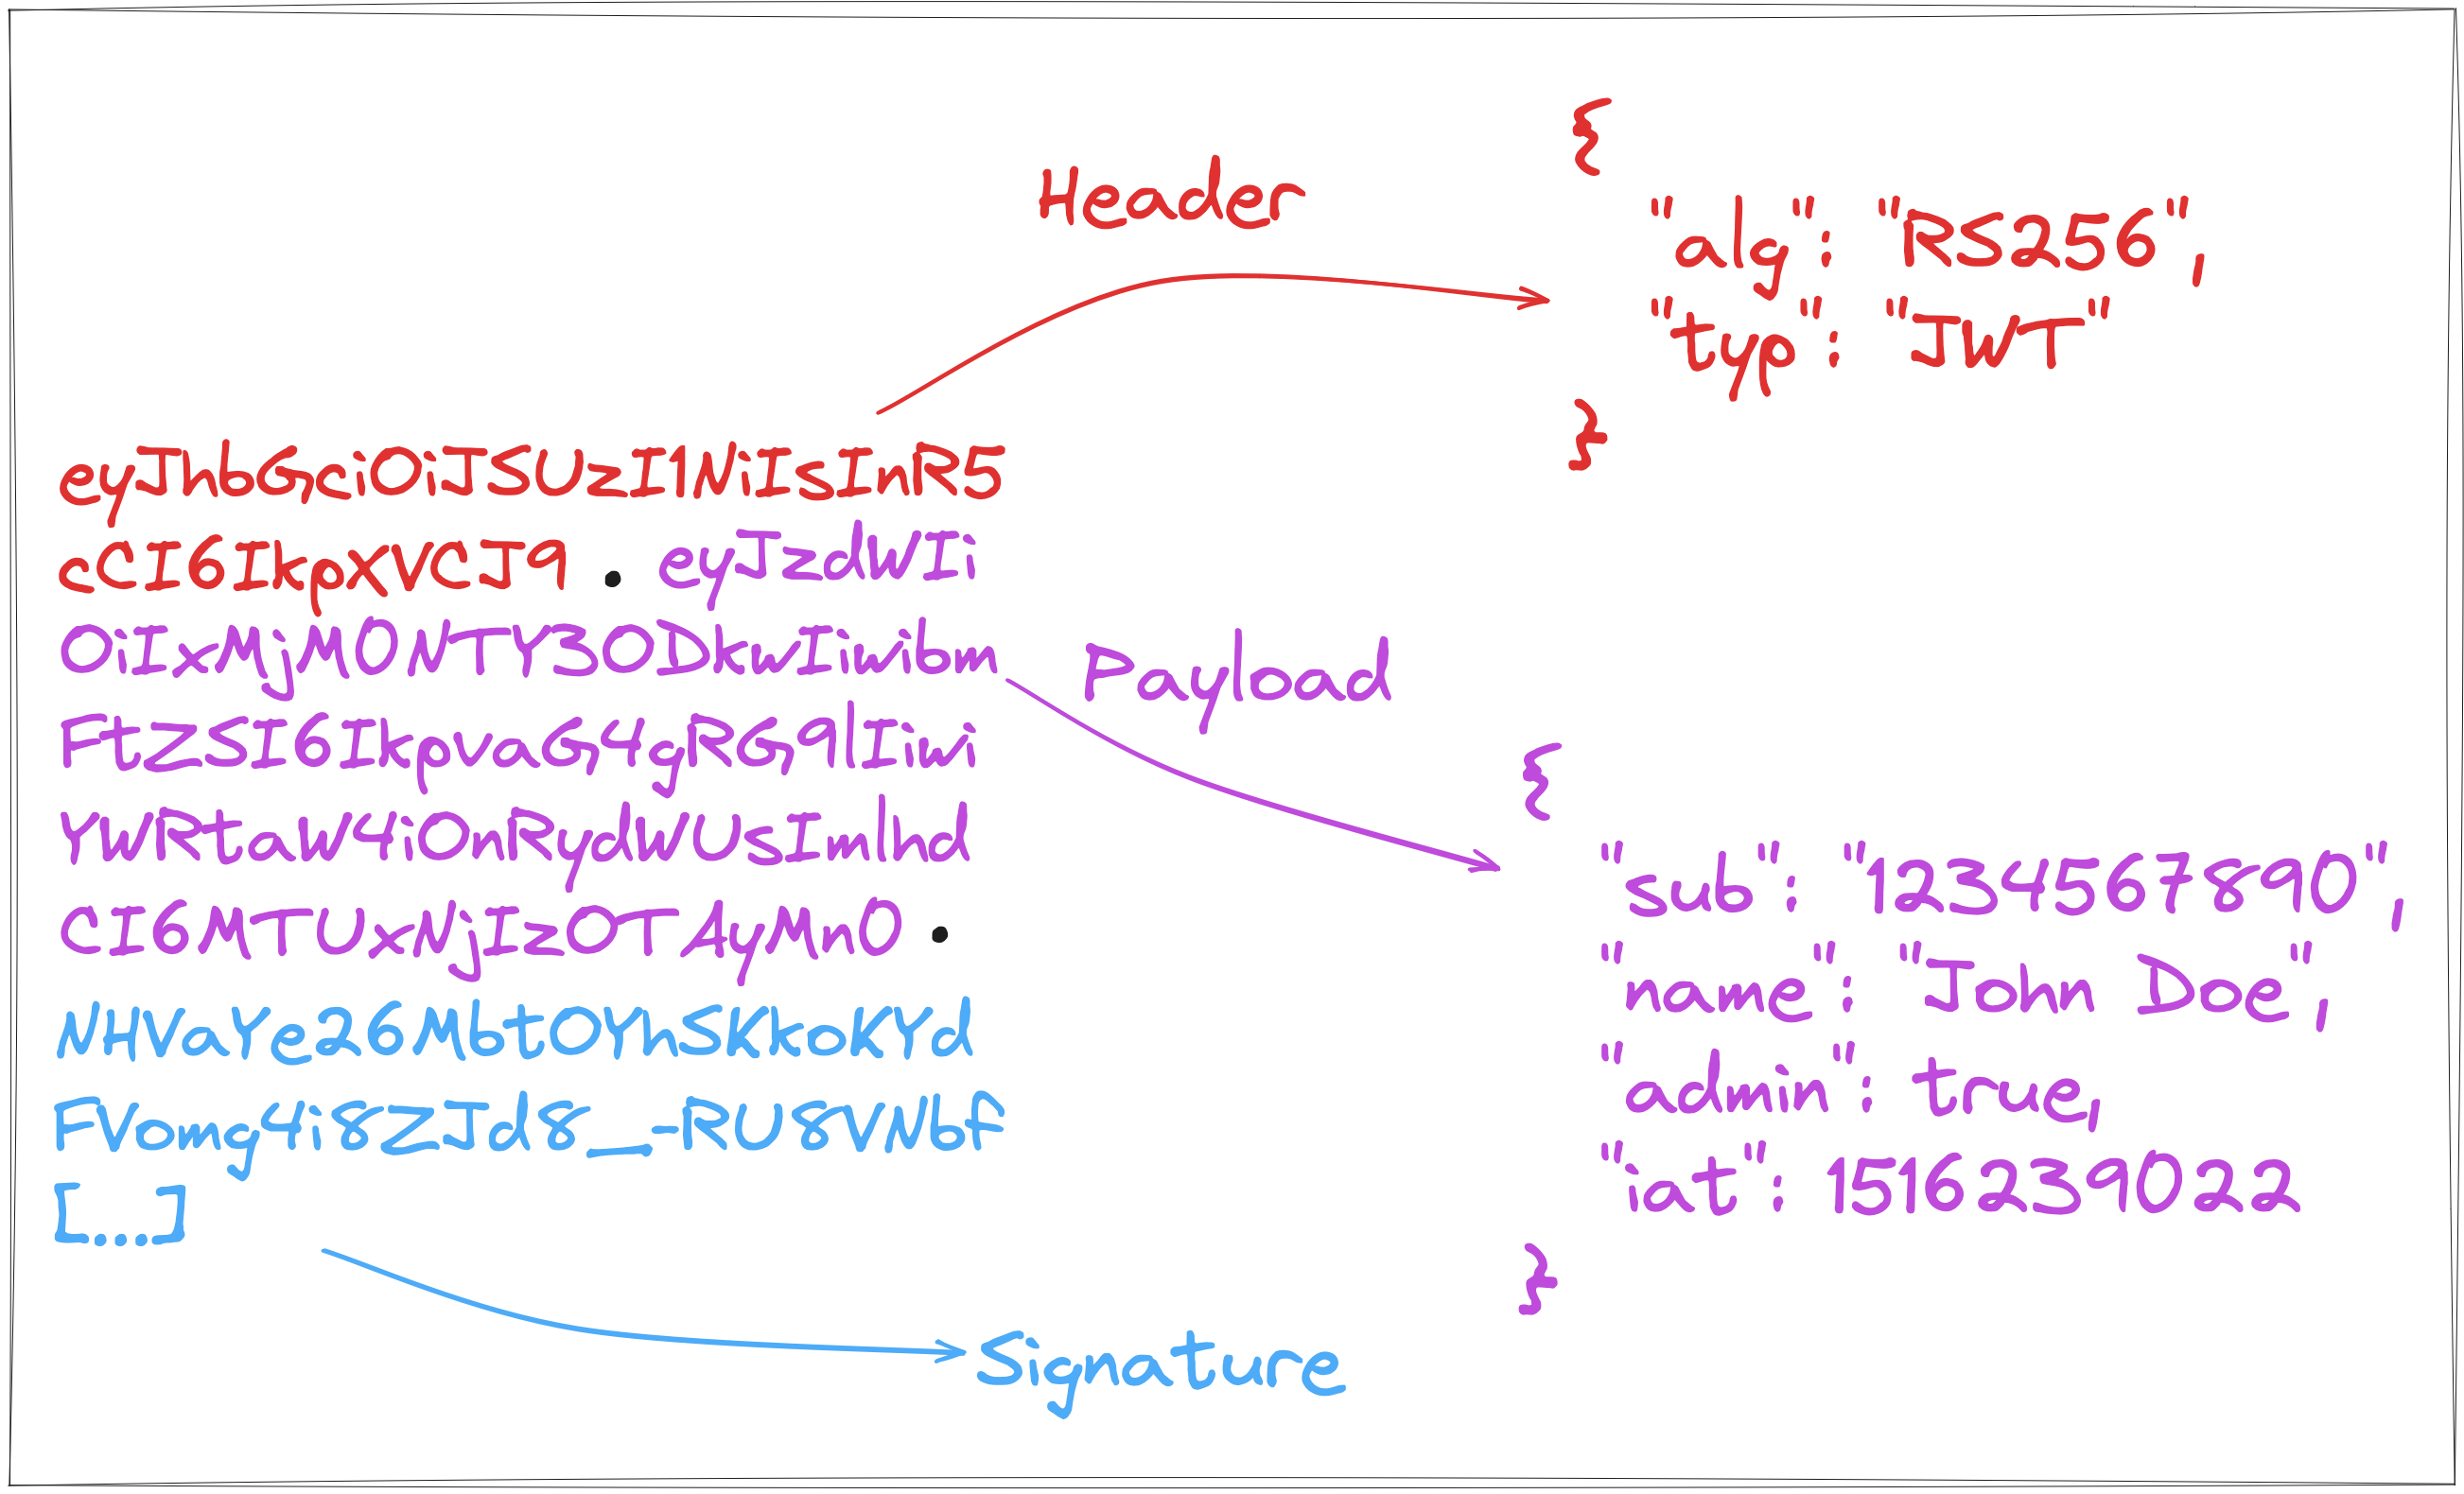 Header
{
"alg": "RS256",
"typ": "JWT"
}
eyJhbGciOiJSUzI1NiIsInR5
cCI6IkpXVCJ9 . eyJzdWIi
OiIxMjM0NTY3ODkwIiwibm
FtZSI6IkpvaG4gRG9lIiwi
YWRtaW4iOnRydWUsImlhd
CI6MTUxNjIzOTAyMn0 .
Payload
{
"sub": "1234567890",
"name": "John Doe",
"admin": true,
"iat": 1516239022
}
NHVaYe26MbtOYhSKkoKYd
FVomg4i8ZJd8_-RU8VNbf
[...]
Signature